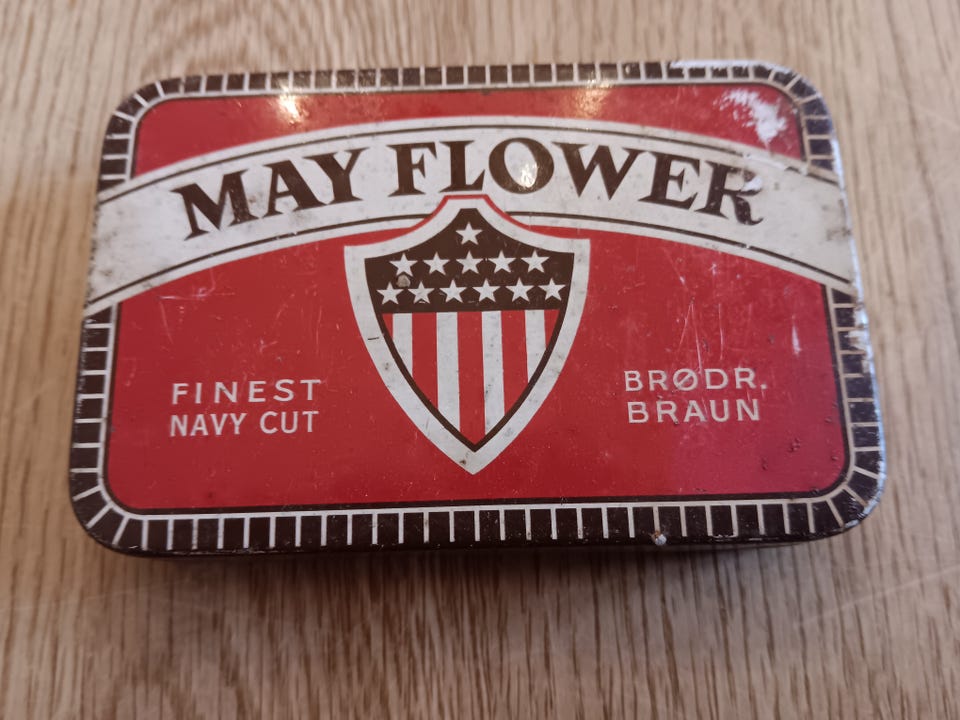 MAY FLOWER
FINEST
NAVY CUT
BRØDR.
BRAUN